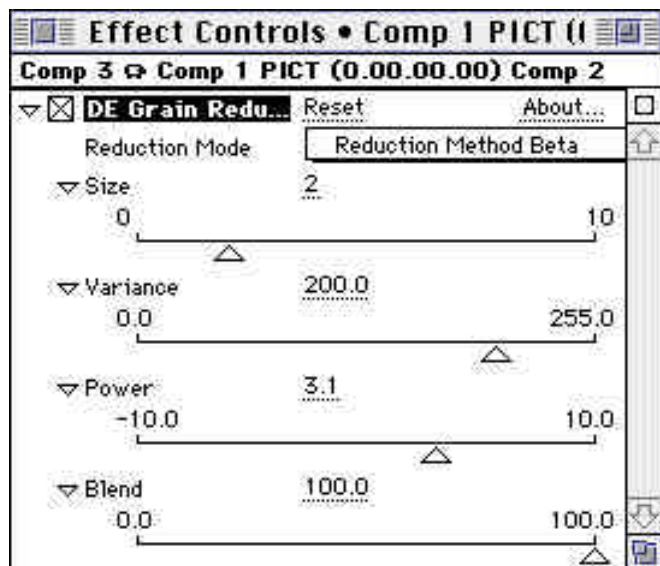 Effect Controls • Comp 1 PICT ((
Comp 3 Comp 1 PICT (0.00.00.00) Comp 2
DE Grain Redu... Reset About...
Reduction Mode Reduction Method Beta
Size 2
0 10
Variance 200.0
0.0 255.0
Power 3.1
-10.0 10.0
Blend 100.0
0.0 100.0